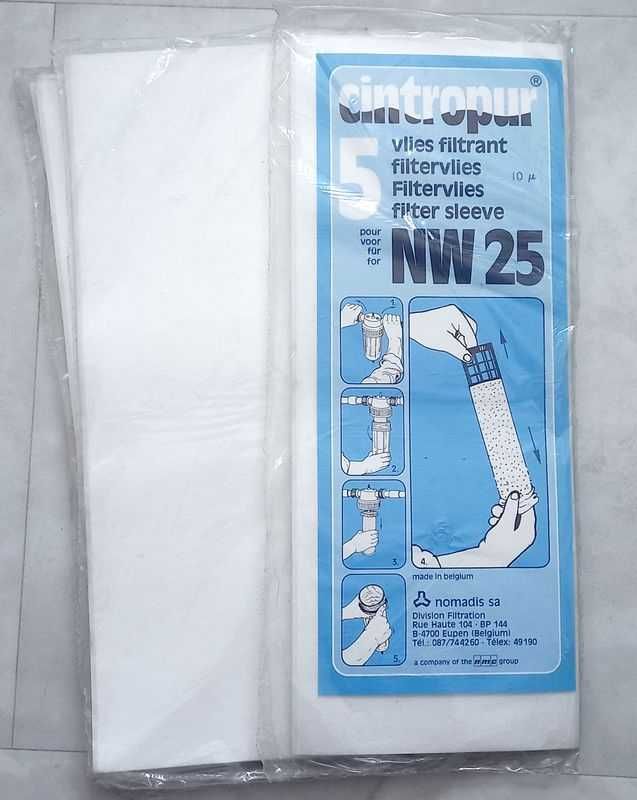 cintropur®
5
vlies filtrant
filtervlies
Filtervlies
filter sleeve
10 µ
pour
voor
für
for
NW 25
1.
2.
3.
4.
5.
made in belgium
nomadis sa
Division Filtration
Rue Haute 104 · BP 144
B-4700 Eupen (Belgium)
Tél.: 087/744260 - Télex: 49190
a company of the group